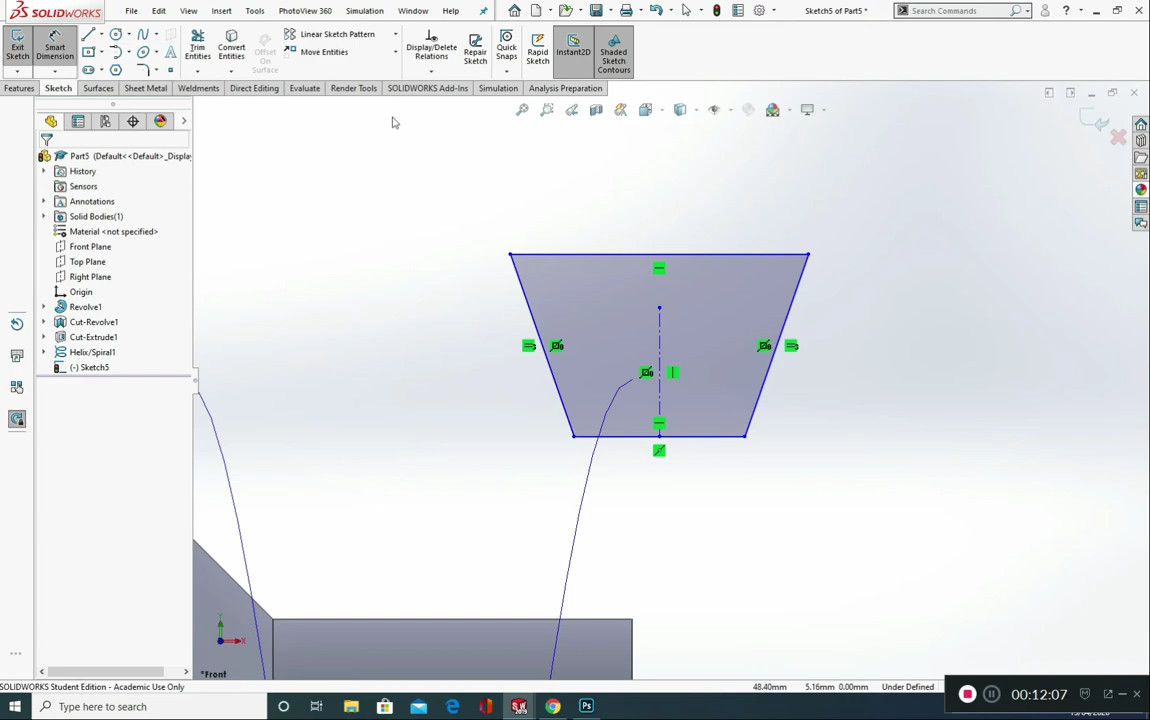 SOLIDWORKS
File Edit View Insert Tools PhotoView 360 Simulation Window Help
Sketch5 of Part5 *
Search Commands
Exit Sketch
Smart Dimension
Trim Entities
Convert Entities
Offset On Surface
Linear Sketch Pattern
Move Entities
Display/Delete Relations
Repair Sketch
Quick Snaps
Rapid Sketch
Instant2D
Shaded Sketch Contours
Features Sketch Surfaces Sheet Metal Weldments Direct Editing Evaluate Render Tools SOLIDWORKS Add-Ins Simulation Analysis Preparation
Part5 (Default<<Default>_Display
History
Sensors
Annotations
Solid Bodies(1)
Material <not specified>
Front Plane
Top Plane
Right Plane
Origin
Revolve1
Cut-Revolve1
Cut-Extrude1
Helix/Spiral1
(-) Sketch5
Y
X
*Front
SOLIDWORKS Student Edition - Academic Use Only
48.40mm 5.16mm 0.00mm Under Defined
00:12:07
Type here to search